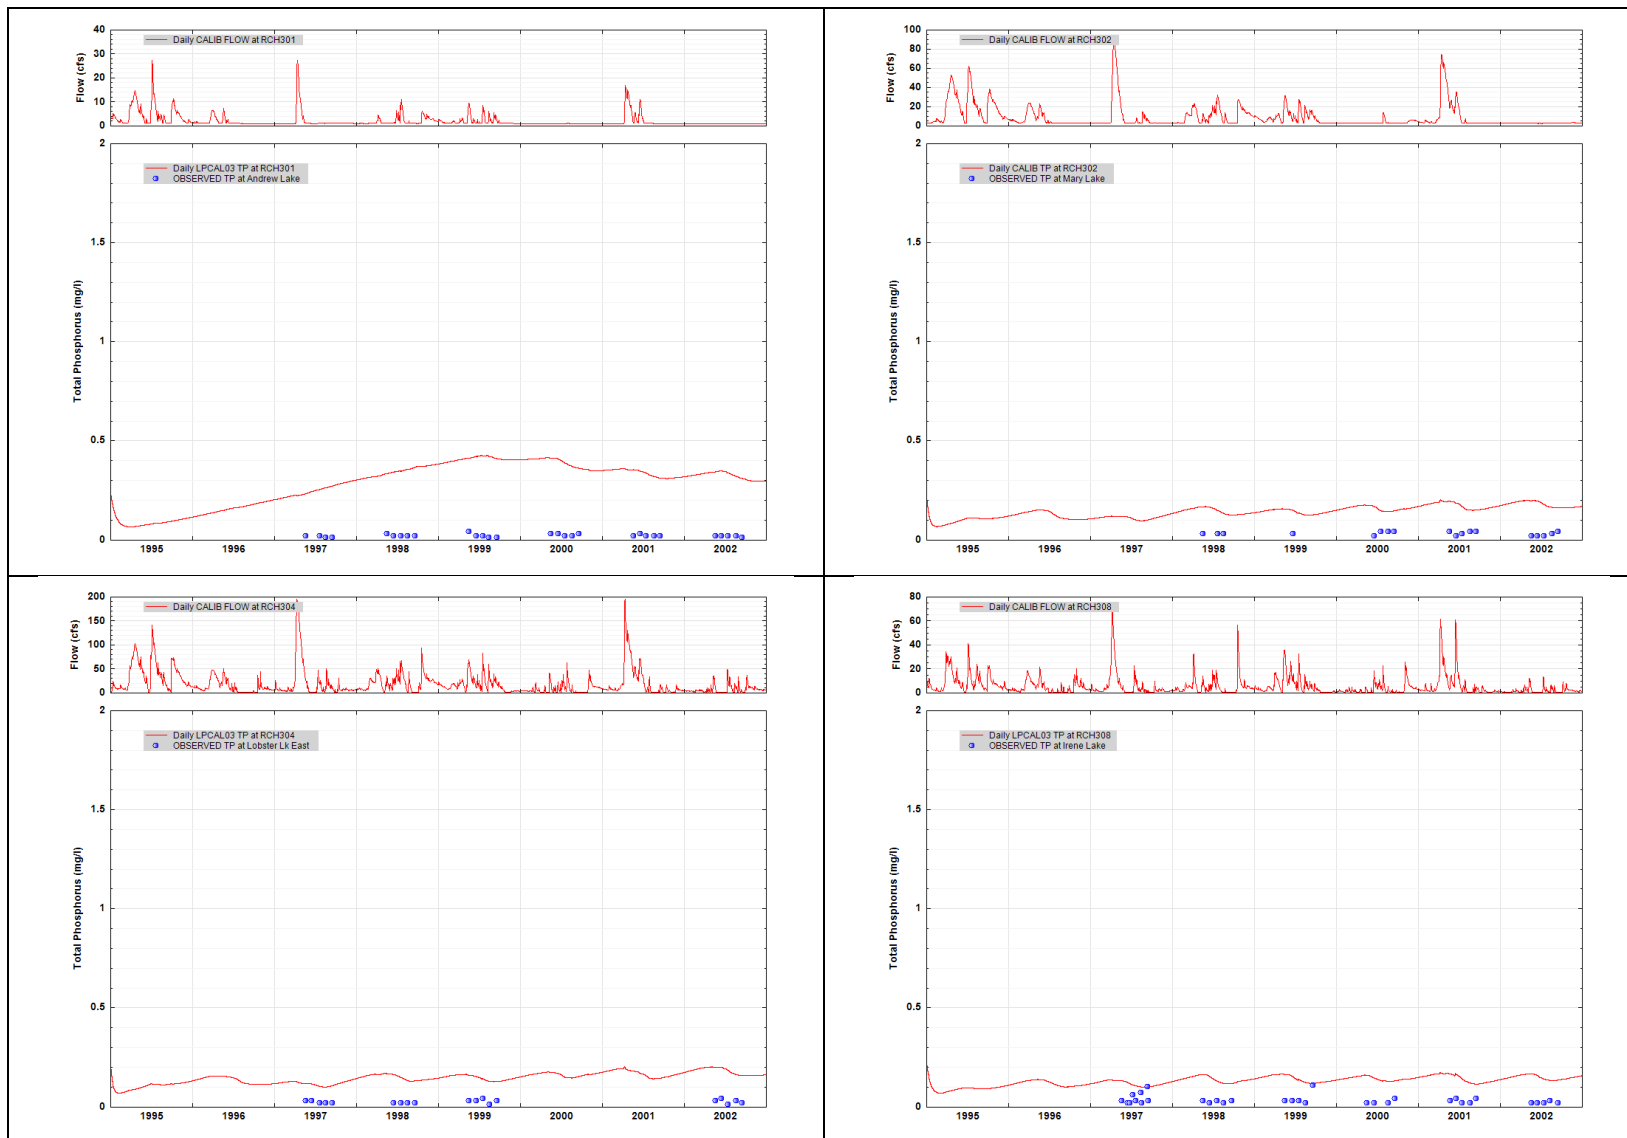 40
30
20
10
0
Flow (cfs)
Daily CALIB FLOW at RCH301
2
1.5
1
0.5
0
Total Phosphorus (mg/l)
Daily LPCAL03 TP at RCH301
OBSERVED TP at Andrew Lake
1995 1996 1997 1998 1999 2000 2001 2002
100
80
60
40
20
0
Flow (cfs)
Daily CALIB FLOW at RCH302
2
1.5
1
0.5
0
Total Phosphorus (mg/l)
Daily CALIB TP at RCH302
OBSERVED TP at Mary Lake
1995 1996 1997 1998 1999 2000 2001 2002
200
150
100
50
0
Flow (cfs)
Daily CALIB FLOW at RCH304
2
1.5
1
0.5
0
Total Phosphorus (mg/l)
Daily LPCAL03 TP at RCH304
OBSERVED TP at Lobster Lk East
1995 1996 1997 1998 1999 2000 2001 2002
80
60
40
20
0
Flow (cfs)
Daily CALIB FLOW at RCH308
2
1.5
1
0.5
0
Total Phosphorus (mg/l)
Daily LPCAL03 TP at RCH308
OBSERVED TP at Irene Lake
1995 1996 1997 1998 1999 2000 2001 2002